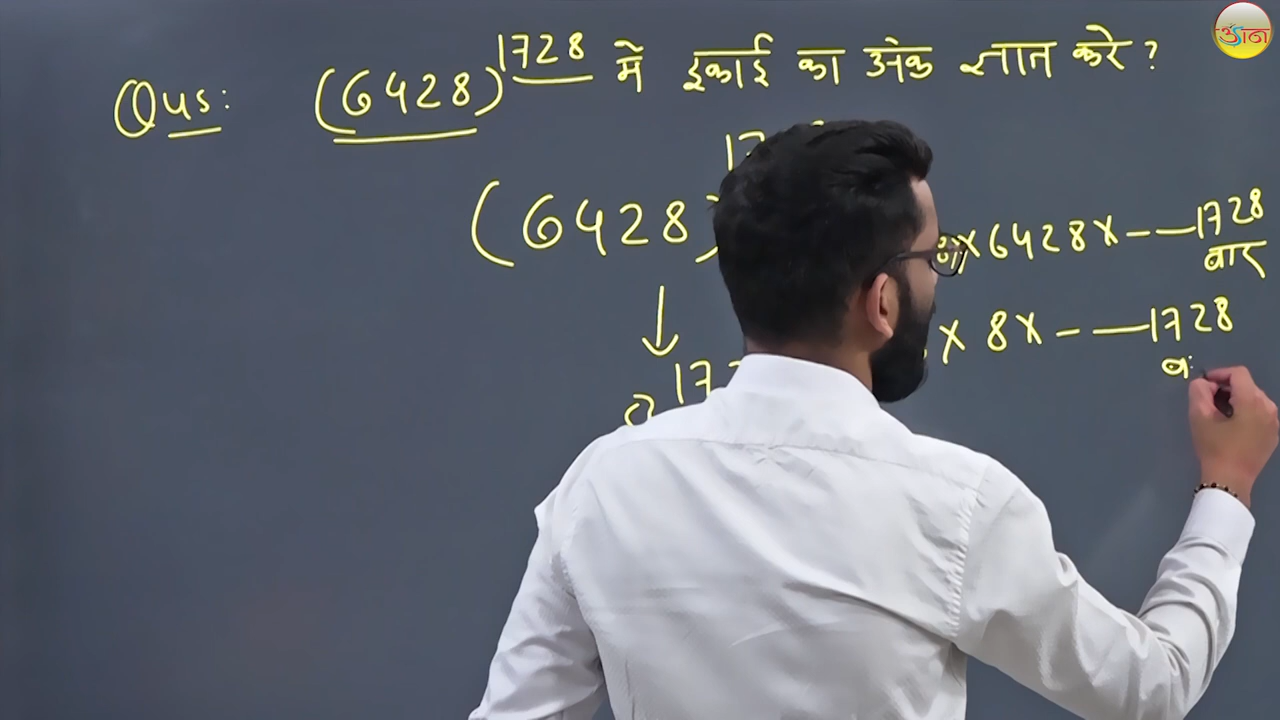 ज्ञान
Qus: (6428)^1728 में इकाई का अंक ज्ञात करे ?
(6428) ×6428×-—1728
बार
× 8×-—1728